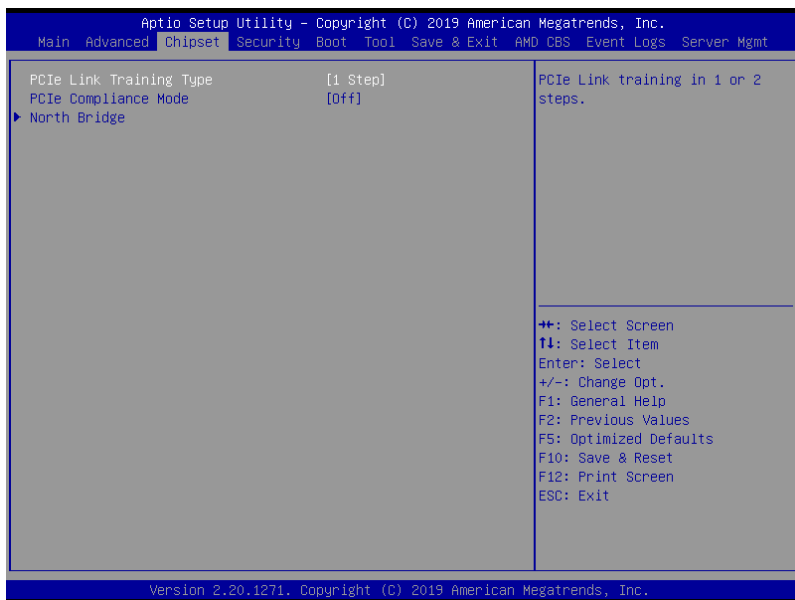 Aptio Setup Utility – Copyright (C) 2019 American Megatrends, Inc.
Main Advanced Chipset Security Boot Tool Save & Exit AMD CBS Event Logs Server Mgmt
PCIe Link Training Type [1 Step]
PCIe Compliance Mode [Off]
North Bridge
PCIe Link training in 1 or 2
steps.
→←: Select Screen
↑↓: Select Item
Enter: Select
+/-: Change Opt.
F1: General Help
F2: Previous Values
F5: Optimized Defaults
F10: Save & Reset
F12: Print Screen
ESC: Exit
Version 2.20.1271. Copyright (C) 2019 American Megatrends, Inc.